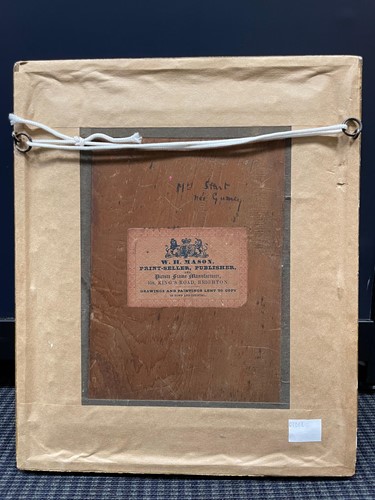 Mrs Start
née Gurney
W. H. MASON,
PRINT-SELLER, PUBLISHER,
AND
Patent Frame Manufacturer,
KING'S ROAD, BRIGHTON.
DRAWINGS AND PAINTINGS LENT TO COPY